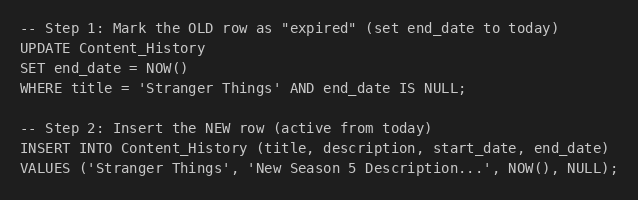 -- Step 1: Mark the OLD row as "expired" (set end_date to today)
UPDATE Content_History
SET end_date = NOW()
WHERE title = 'Stranger Things' AND end_date IS NULL;
-- Step 2: Insert the NEW row (active from today)
INSERT INTO Content_History (title, description, start_date, end_date)
VALUES ('Stranger Things', 'New Season 5 Description...', NOW(), NULL);